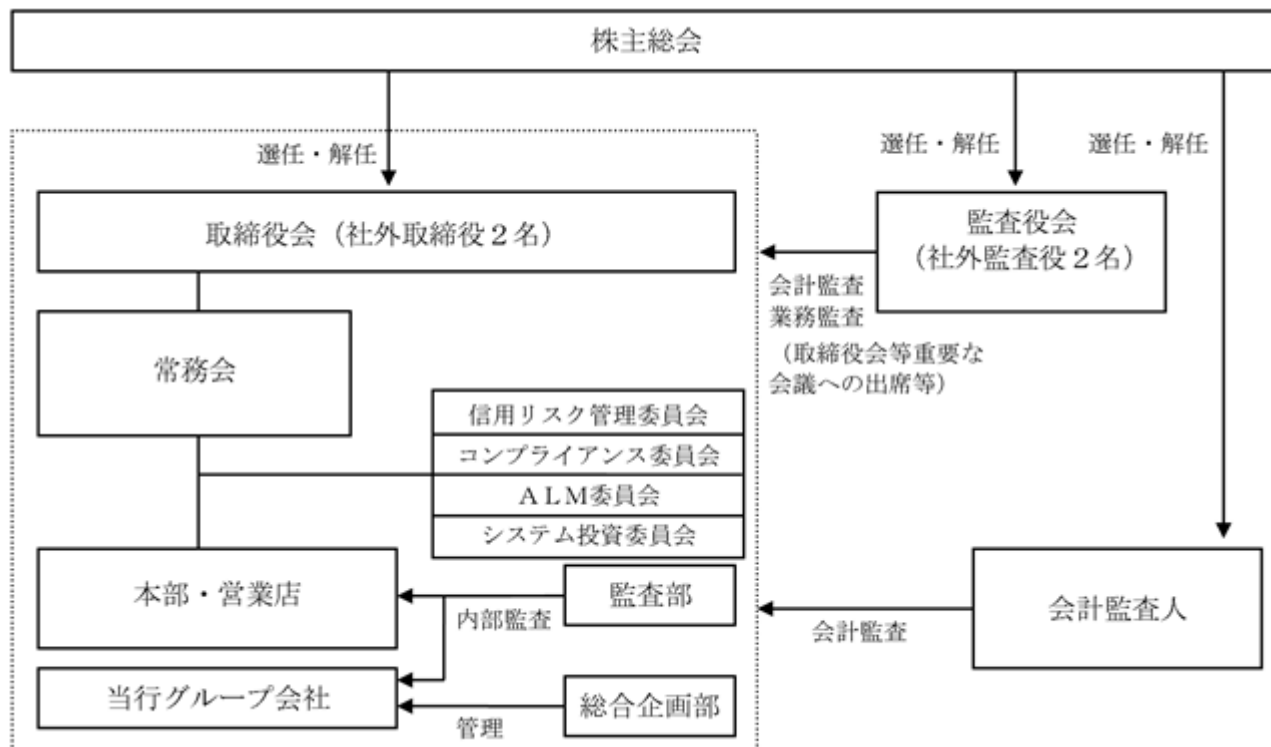 株主総会
選任・解任
選任・解任
選任・解任
取締役会(社外取締役2名)
監査役会
(社外監査役2名)
会計監査
業務監査
(取締役会等重要な
会議への出席等)
常務会
信用リスク管理委員会
コンプライアンス委員会
ALM委員会
システム投資委員会
本部・営業店
監査部
内部監査
会計監査人
会計監査
当行グループ会社
総合企画部
管理